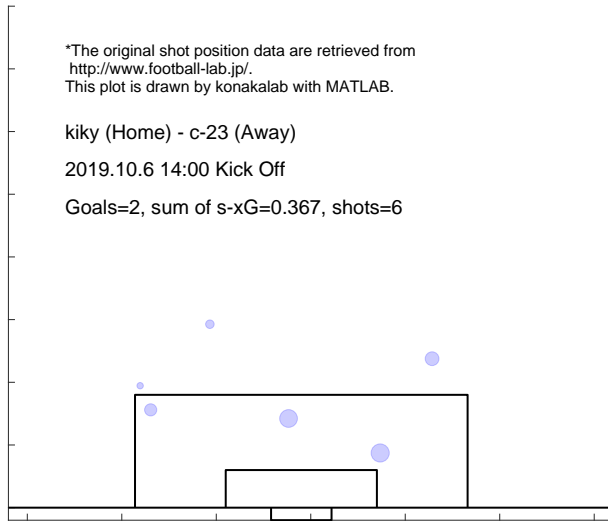 *The original shot position data are retrieved from
http://www.football-lab.jp/.
This plot is drawn by konakalab with MATLAB.
kiky (Home) - c-23 (Away)
2019.10.6 14:00 Kick Off
Goals=2, sum of s-xG=0.367, shots=6